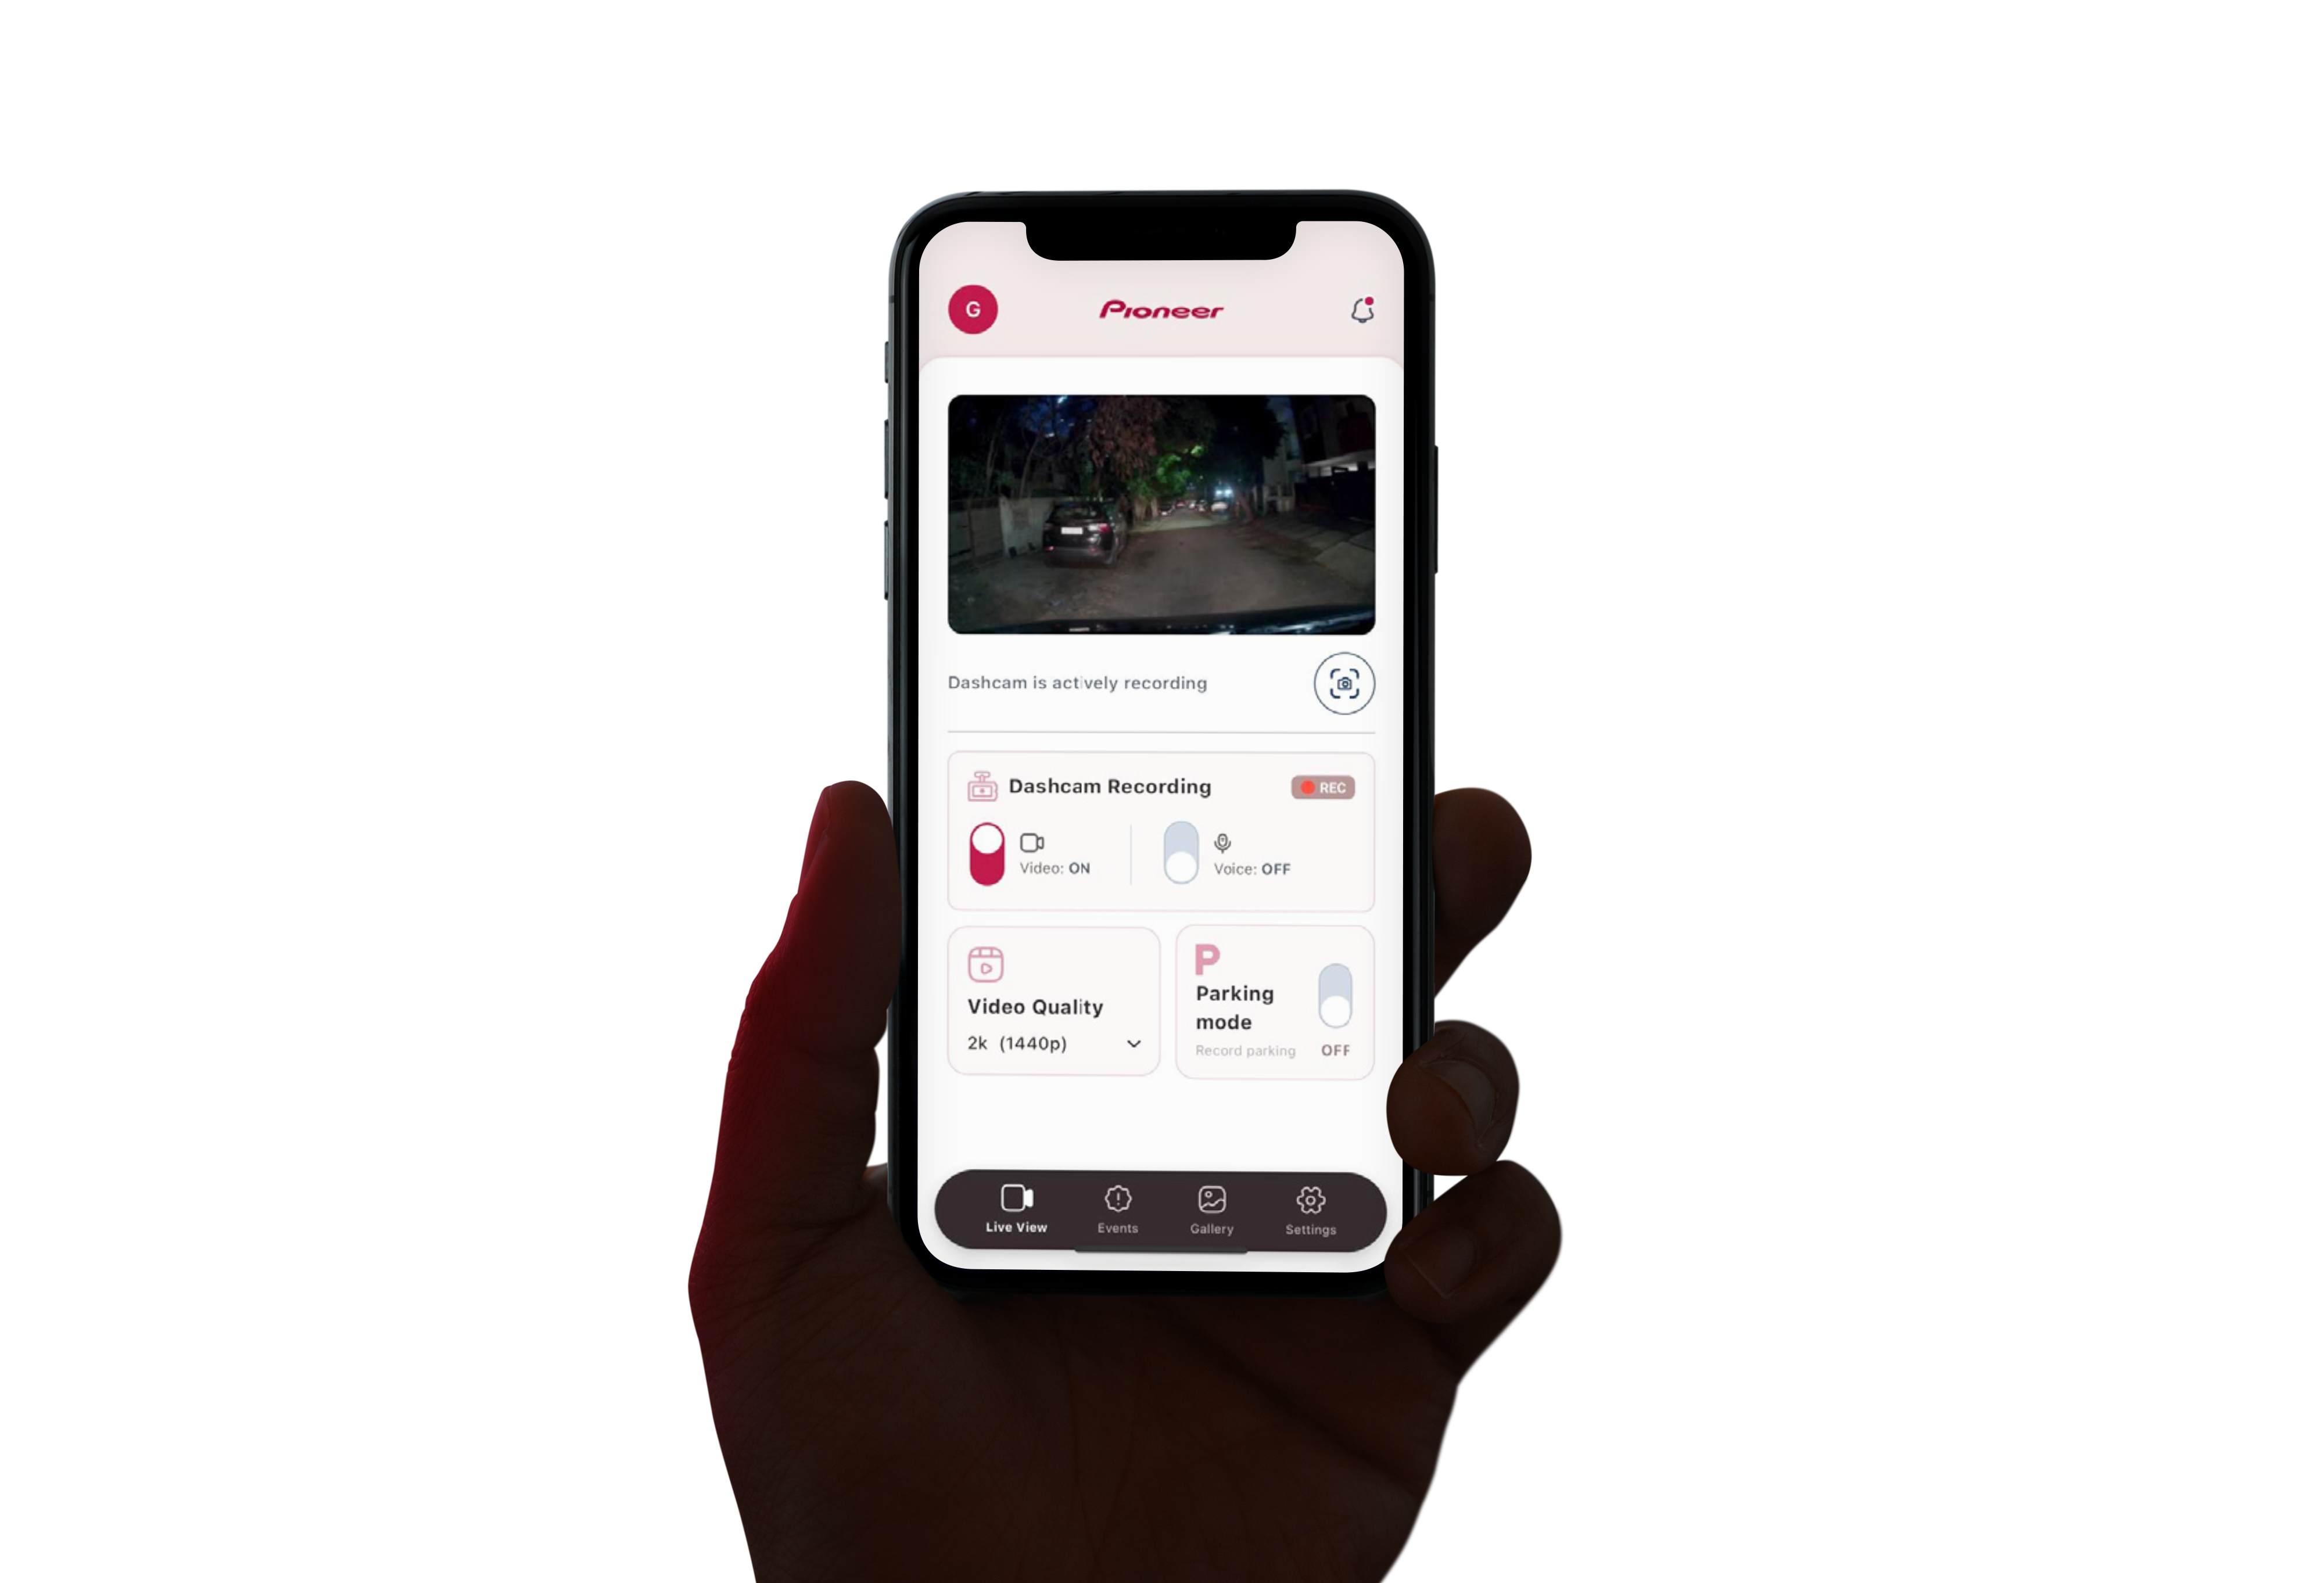 G
Pioneer
Dashcam is actively recording
Dashcam Recording
REC
Video: ON
Voice: OFF
Video Quality
2k (1440p)
P
Parking
mode
Record parking
OFF
Live View
Events
Gallery
Settings